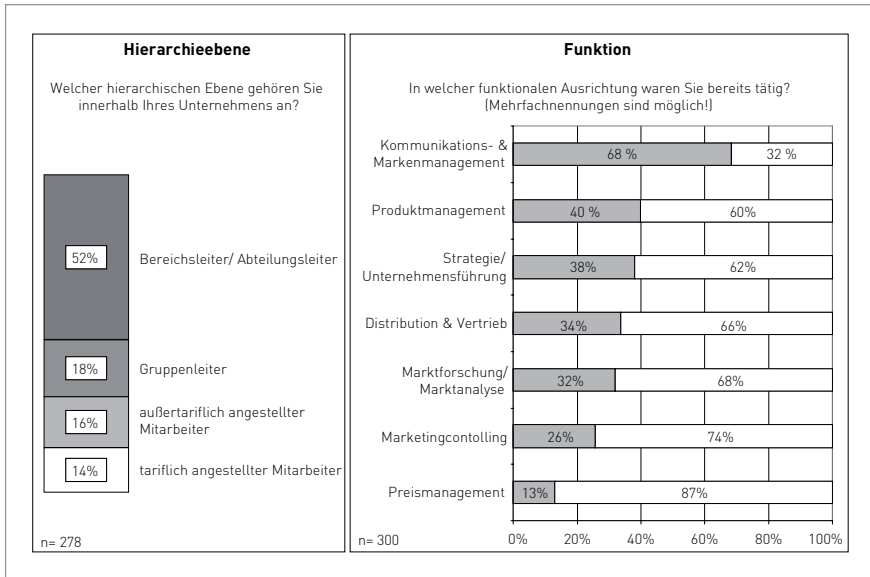 Hierarchieebene
Welcher hierarchischen Ebene gehören Sie
innerhalb Ihres Unternehmens an?
52%
Bereichsleiter/ Abteilungsleiter
18%
Gruppenleiter
16%
außertariflich angestellter
Mitarbeiter
14%
tariflich angestellter Mitarbeiter
n= 278
Funktion
In welcher funktionalen Ausrichtung waren Sie bereits tätig?
(Mehrfachnennungen sind möglich!)
Kommunikations- &
Markenmanagement
68 %
32 %
Produktmanagement
40 %
60%
Strategie/
Unternehmensführung
38%
62%
Distribution & Vertrieb
34%
66%
Marktforschung/
Marktanalyse
32%
68%
Marketingcontolling
26%
74%
Preismanagement
13%
87%
n= 300
0% 20% 40% 60% 80% 100%